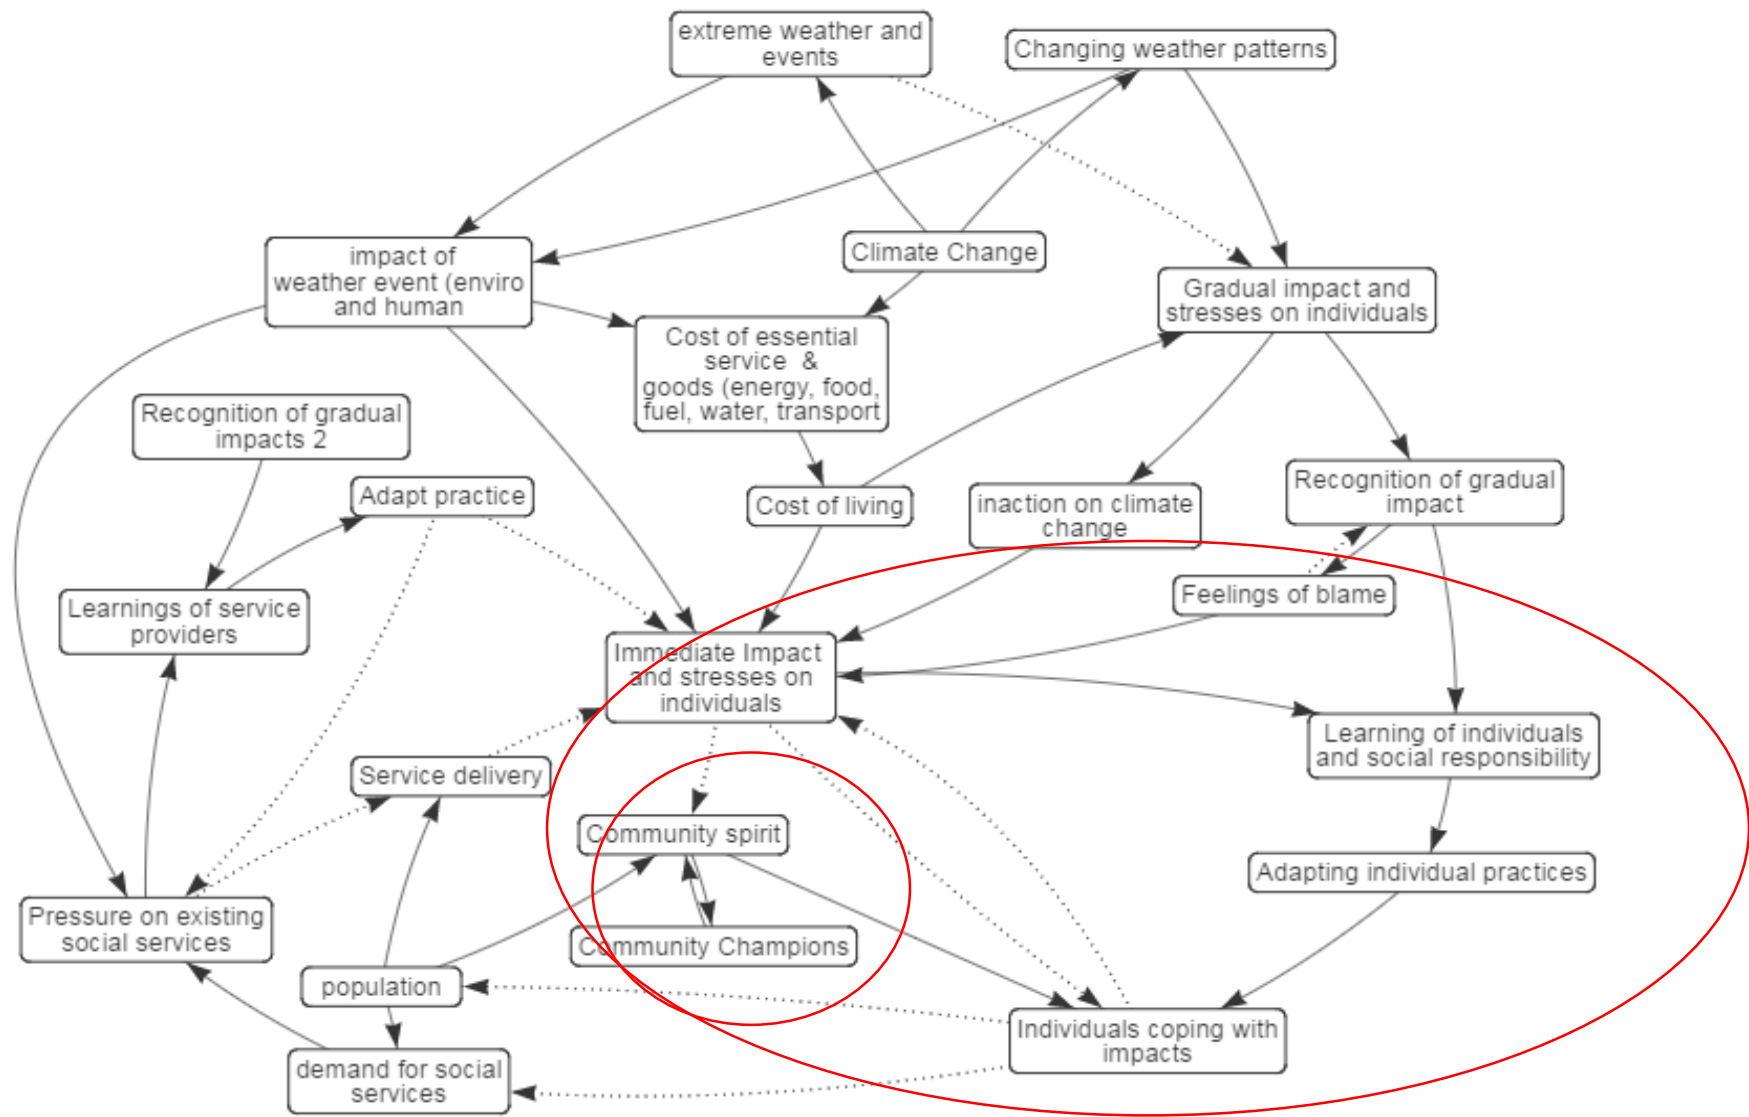 extreme weather and
events
Changing weather patterns
impact of
weather event (enviro
and human
Climate Change
Gradual impact and
stresses on individuals
Cost of essential
service &
goods (energy, food,
fuel, water, transport
Recognition of gradual
impacts 2
Adapt practice
Cost of living
inaction on climate
change
Recognition of gradual
impact
Learnings of service
providers
Feelings of blame
Immediate Impact
and stresses on
individuals
Learning of individuals
and social responsibility
Service delivery
Community spirit
Adapting individual practices
Pressure on existing
social services
Community Champions
population
Individuals coping with
impacts
demand for social
services